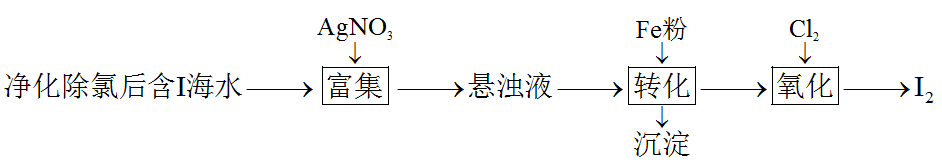 AgNO₃ Fe粉 Cl₂
净化除氯后含I海水 富集 悬浊液 转化 氧化 I₂
沉淀